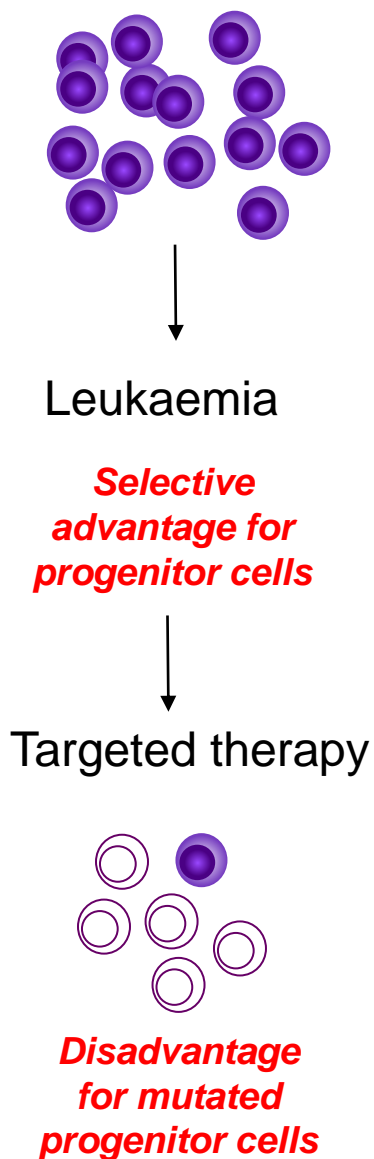 Leukaemia
Selective
advantage for
progenitor cells
Targeted therapy
Disadvantage
for mutated
progenitor cells